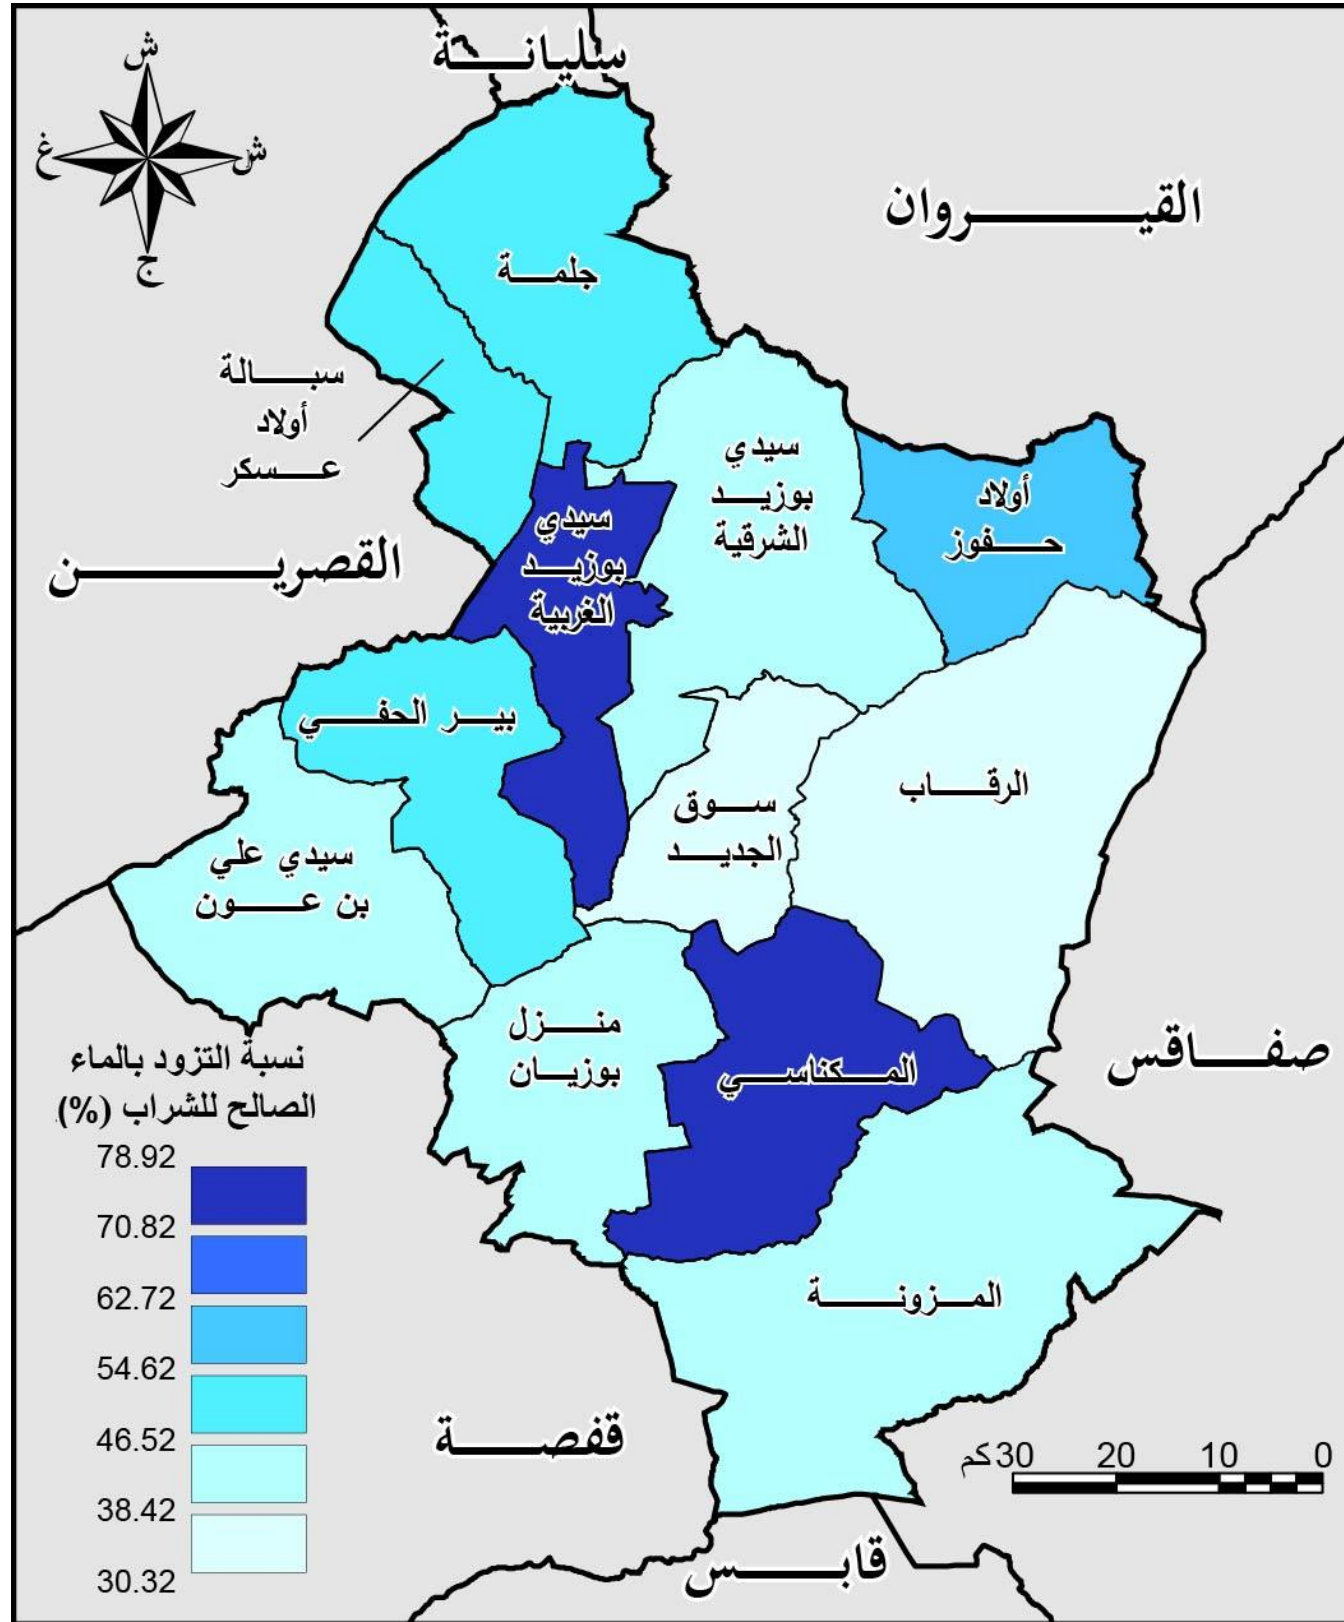 سليانة
ش
غ
ش
ج
القيروان
جلمة
سبالة
أولاد
عسكر
سيدي
بوزيد
الشرقية
أولاد
حفوز
سيدي
بوزيد
الغربية
القصرين
بير الحفي
الرقاب
سوق
الجديد
سيدي علي
بن عون
منزل
بوزيان
المكناسي
صفاقس
نسبة التزود بالماء
الصالح للشراب (%)
78.92
70.82
62.72
54.62
46.52
38.42
30.32
المزونة
قفصة
كم 30 20 10 0
قابس